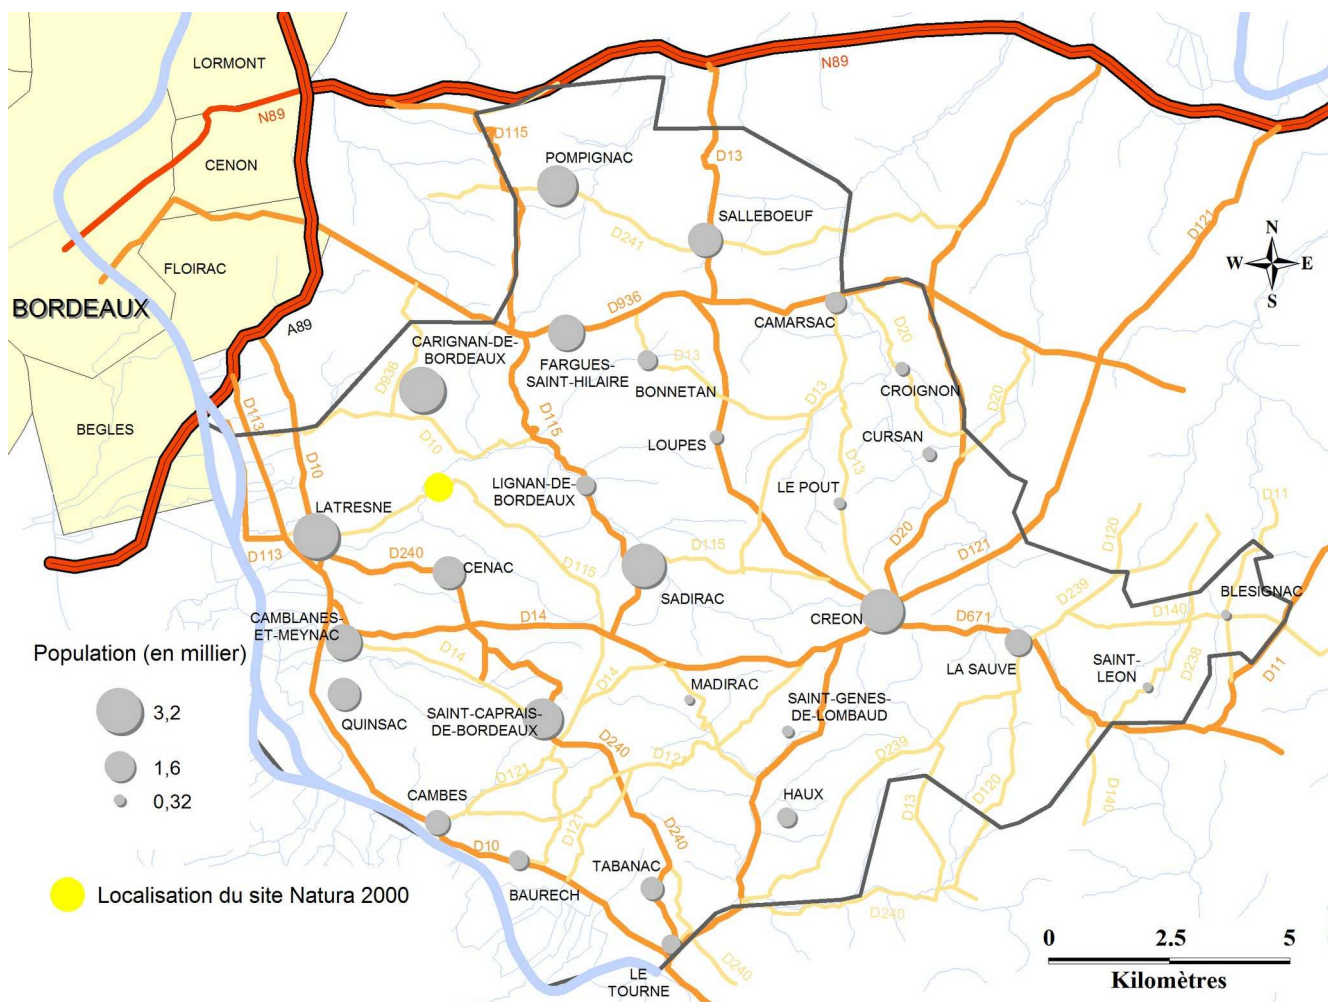 LORMONT
N89
N89
CENON
D115
POMPIGNAC
D13
SALLEBOEUF
D241
D121
N
W
E
S
FLOIRAC
BORDEAUX
A89
D936
CAMARSAC
CARIGNAN-DE-
BORDEAUX
FARGUES-
SAINT-HILAIRE
D13
BONNETAN
D20
CROIGNON
D936
D113
BEGLES
D10
D10
D115
LOUPES
D13
CURSAN
D20
LIGNAN-DE-
BORDEAUX
LE POUT
D13
LATRESNE
D113
D240
CENAC
D115
D115
SADIRAC
D20
D121
D120
D11
D239
CREON
D671
D140
BLESIGNAC
CAMBLANES-
ET-MEYNAC
D14
D14
D14
LA SAUVE
SAINT-
LEON
D238
D11
Population (en millier)
3,2
1,6
0,32
QUINSAC
SAINT-CAPRAIS-
DE-BORDEAUX
MADIRAC
SAINT-GENES-
DE-LOMBAUD
D240
D121
D121
D239
D120
D13
D140
CAMBES
HAUX
D10
D121
D240
TABANAC
BAURECH
Localisation du site Natura 2000
D240
D240
LE
TOURNE
0
2.5
5
Kilomètres